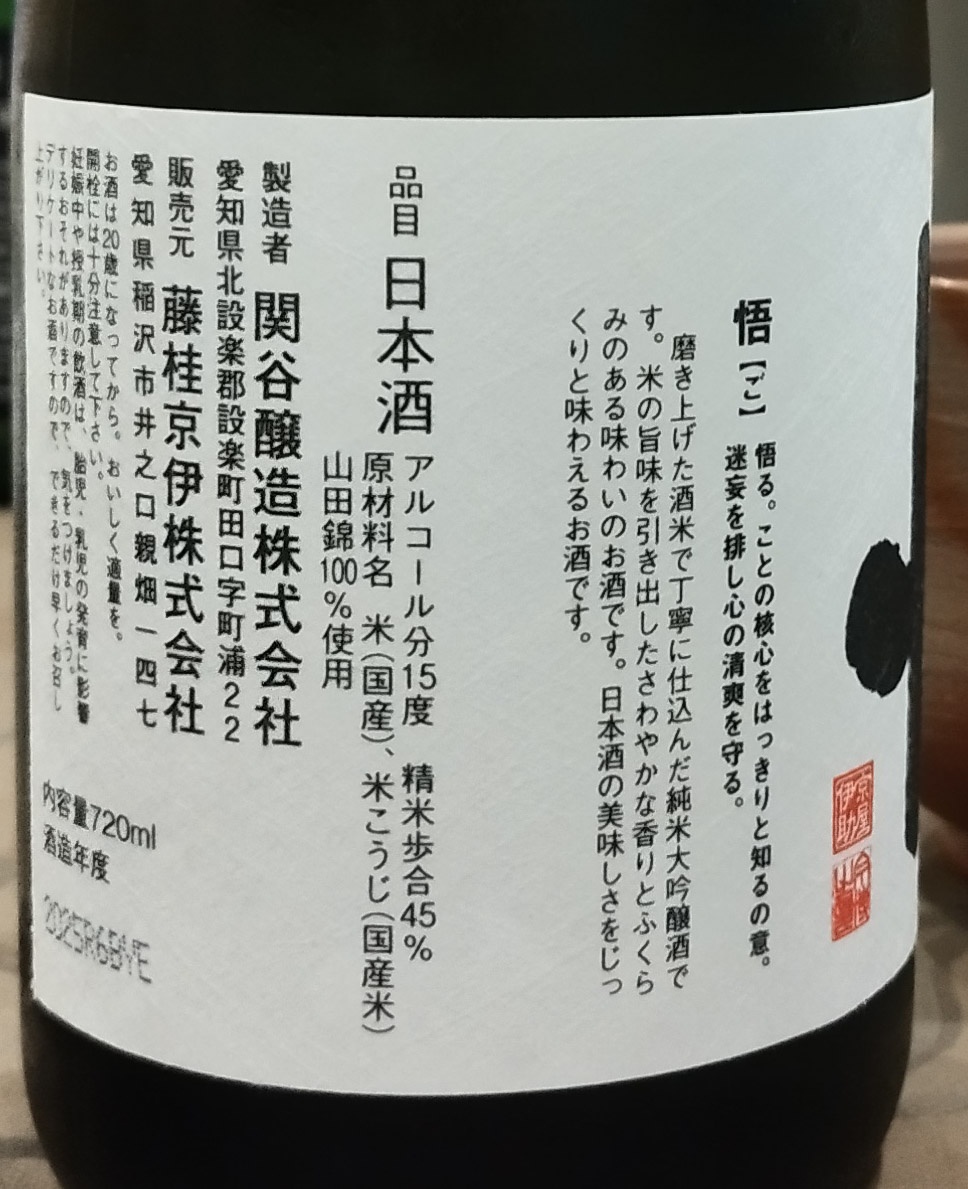 悟【ご】
悟る。ことの核心をはっきりと知るの意。
迷妄を排し心の清爽を守る。
磨き上げた酒米で丁寧に仕込んだ純米大吟醸酒で
す。米の旨味を引き出したさわやかな香りとふくら
みのある味わいのお酒です。日本酒の美味しさをじっ
くりと味わえるお酒です。
品目 日本酒
アルコール分15度 精米歩合45%
原材料名 米(国産)、米こうじ(国産米)
山田錦100%使用
製造者 関谷醸造株式会社
愛知県北設楽郡設楽町田口字町浦22
販売元 藤桂京伊株式会社
愛知県稲沢市井之口親畑一四七
お酒は20歳になってから。おいしく適量を。
開栓には十分注意して下さい。
妊娠中や授乳期の飲酒は、胎児・乳児の発育に影響
するおそれがありますので、気をつけましょう。
デリケートなお酒ですので、できるだけ早くお召し
上がり下さい。
内容量720ml
酒造年度
2025R6BYE
京屋
伊助